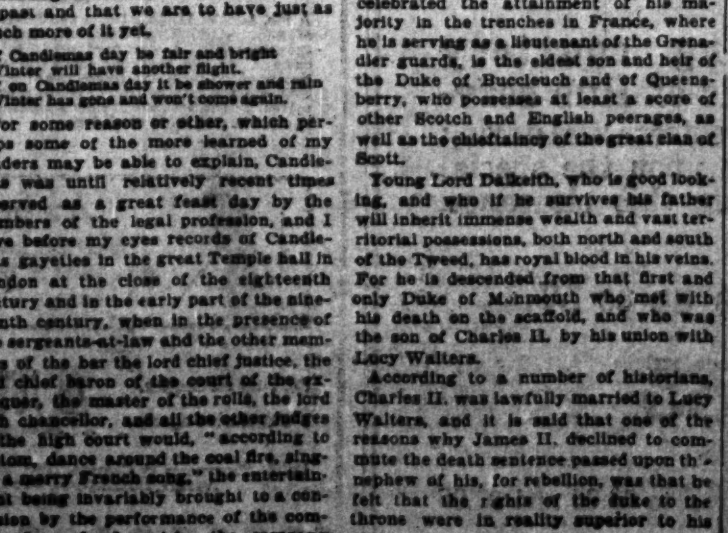 past and that we are to have just as
ch more of it yet.
Candlemas day be fair and bright
inter will have another flight.
on Candlemas day it be shower and rain
inter has gone and won't come again.
or some reason or other, which per-
ps some of the more learned of my
ders may be able to explain, Candle-
s was until relatively recent times
erved as a great feast day by the
mbers of the legal profession, and I
ve before my eyes records of Candle-
s gayeties in the great Temple hall in
ndon at the close of the eighteenth
tury and in the early part of the nine-
nth century, when in the presence of
sergeants-at-law and the other mem-
s of the bar the lord chief justice, the
d chief baron of the court of the ex-
quer, the master of the rolls, the lord
h chancellor, and all the other judges
the high court would, "according to
tom, dance around the coal fire, sing-
a merry French song," the entertain-
nt being invariably brought to a con-
sion by the performance of the com-
celebrated the attainment of his ma-
jority in the trenches in France, where
he is serving as a lieutenant of the Grena-
dier guards, is the eldest son and heir of
the Duke of Buccleuch and of Queens-
berry, who possesses at least a score of
other Scotch and English peerages, as
well as the chieftaincy of the great clan of
Scott.
Young Lord Dalkeith, who is good look-
ing, and who if he survives his father
will inherit immense wealth and vast ter-
ritorial possessions, both north and south
of the Tweed, has royal blood in his veins.
For he is descended from that first and
only Duke of Monmouth who met with
his death on the scaffold, and who was
the son of Charles II. by his union with
Lucy Walters.
According to a number of historians,
Charles II. was lawfully married to Lucy
Walters, and it is said that one of the
reasons why James II. declined to com-
mute the death sentence passed upon th
nephew of his, for rebellion, was that he
felt that the rights of the duke to the
throne were in reality superior to his